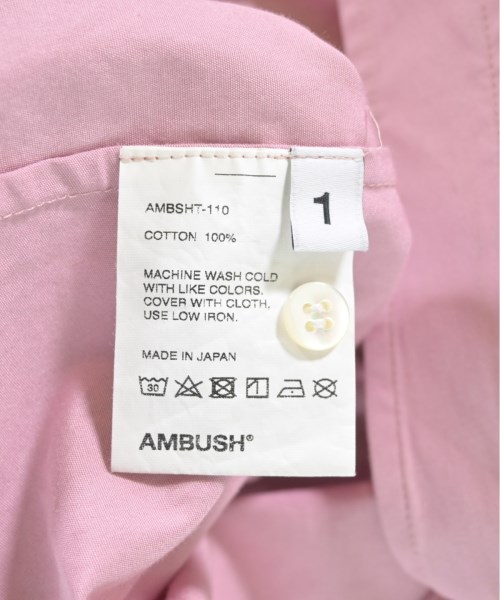 1
AMBSHT-110
COTTON 100%
MACHINE WASH COLD
WITH LIKE COLORS.
COVER WITH CLOTH.
USE LOW IRON.
MADE IN JAPAN
30
AMBUSH®